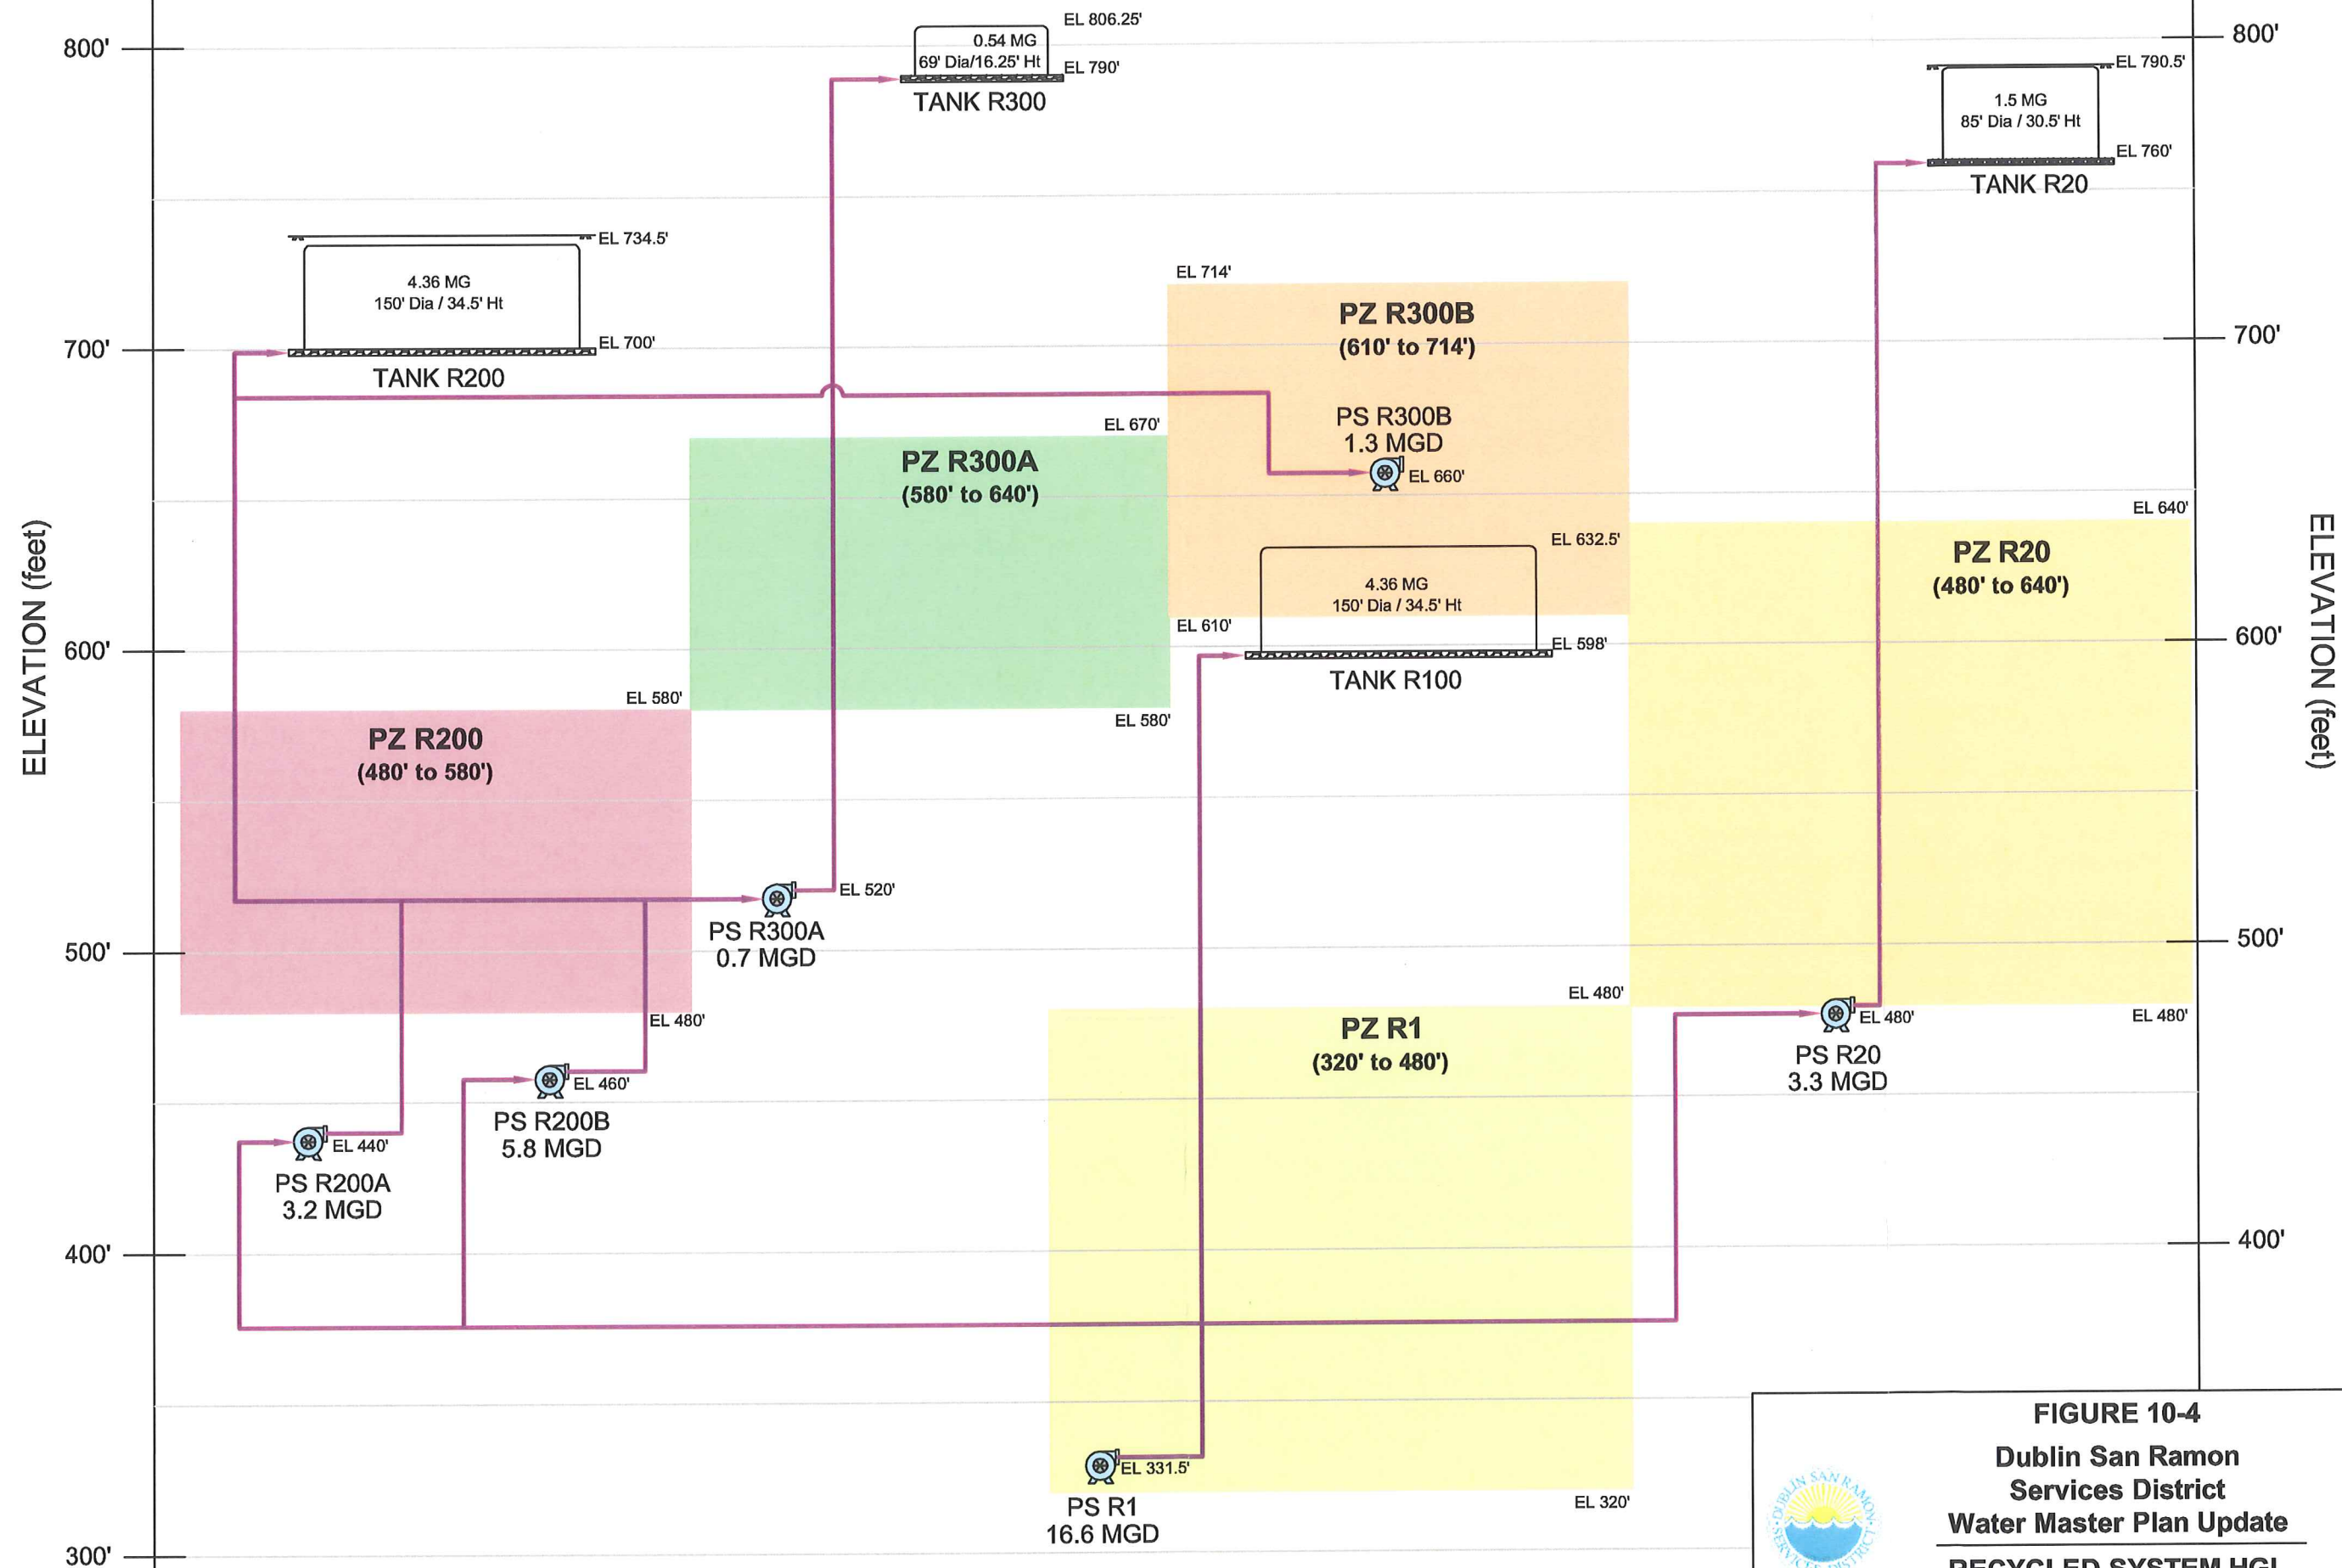 EL 806.25'
800'
0.54 MG
69' Dia/16.25' Ht
EL 790'
TANK R300
800'
EL 790.5'
1.5 MG
85' Dia / 30.5' Ht
EL 760'
TANK R20
EL 734.5'
4.36 MG
150' Dia / 34.5' Ht
700'
EL 700'
TANK R200
EL 714'
PZ R300B
(610' to 714')
700'
PS R300B
1.3 MGD
EL 660'
EL 670'
PZ R300A
(580' to 640')
EL 640'
PZ R20
(480' to 640')
EL 632.5'
4.36 MG
150' Dia / 34.5' Ht
EL 610'
EL 598'
TANK R100
600'
600'
ELEVATION (feet)
ELEVATION (feet)
EL 580'
EL 580'
PZ R200
(480' to 580')
EL 520'
PS R300A
0.7 MGD
500'
500'
EL 480'
EL 480'
PZ R1
(320' to 480')
EL 480'
EL 480'
PS R20
3.3 MGD
EL 460'
PS R200B
5.8 MGD
EL 440'
PS R200A
3.2 MGD
400'
400'
EL 331.5'
PS R1
16.6 MGD
EL 320'
300'
FIGURE 10-4
Dublin San Ramon
Services District
Water Master Plan Update
RECYCLED SYSTEM HGL
DUBLIN SAN RAMON
SERVICES DISTRICT